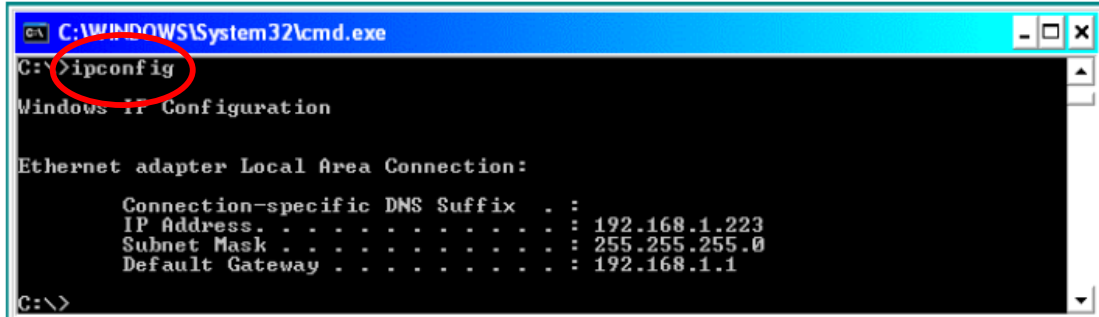 C:\WINDOWS\System32\cmd.exe
C:\>ipconfig
Windows IP Configuration
Ethernet adapter Local Area Connection:
Connection-specific DNS Suffix . :
IP Address. . . . . . . . . . . . : 192.168.1.223
Subnet Mask . . . . . . . . . . . : 255.255.255.0
Default Gateway . . . . . . . . . : 192.168.1.1
C:\>